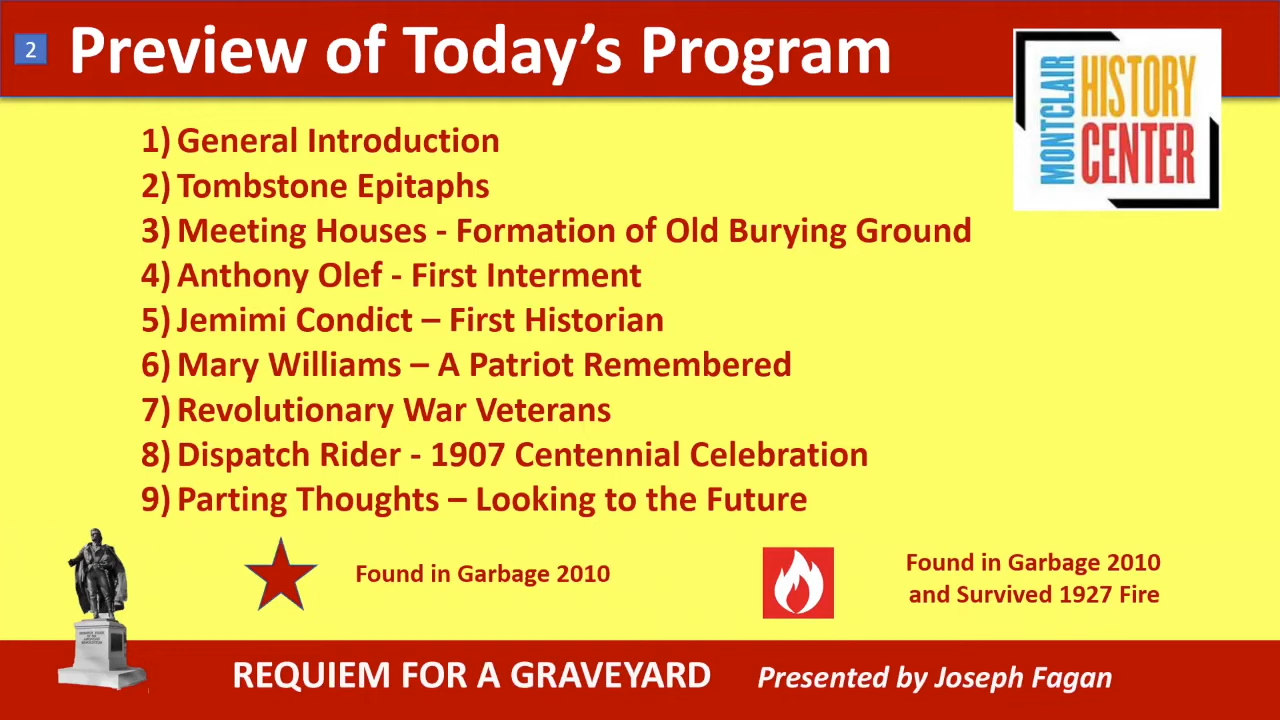 2
Preview of Today's Program
MONTCLAIR
HISTORY
CENTER
1) General Introduction
2) Tombstone Epitaphs
3) Meeting Houses - Formation of Old Burying Ground
4) Anthony Olef - First Interment
5) Jemimi Condict – First Historian
6) Mary Williams – A Patriot Remembered
7) Revolutionary War Veterans
8) Dispatch Rider - 1907 Centennial Celebration
9) Parting Thoughts – Looking to the Future
Found in Garbage 2010
Found in Garbage 2010
and Survived 1927 Fire
REQUIEM FOR A GRAVEYARD
Presented by Joseph Fagan